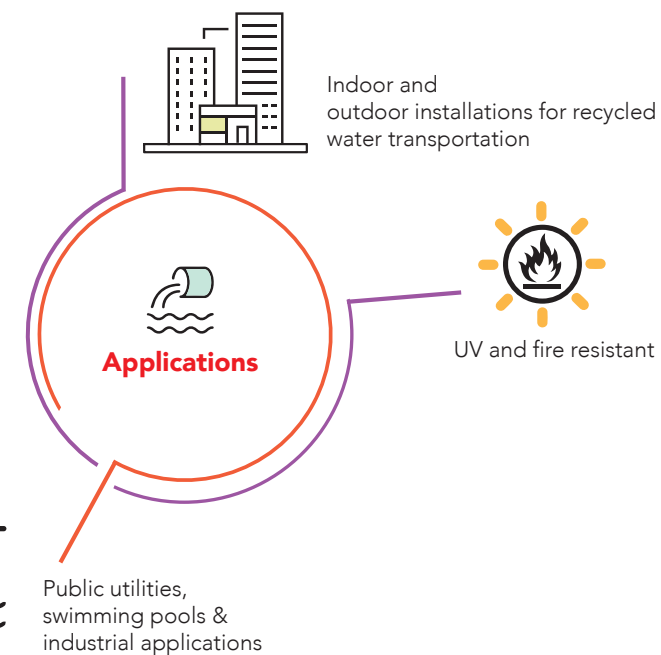 Indoor and
outdoor installations for recycled
water transportation
UV and fire resistant
Applications
Public utilities,
swimming pools &
industrial applications